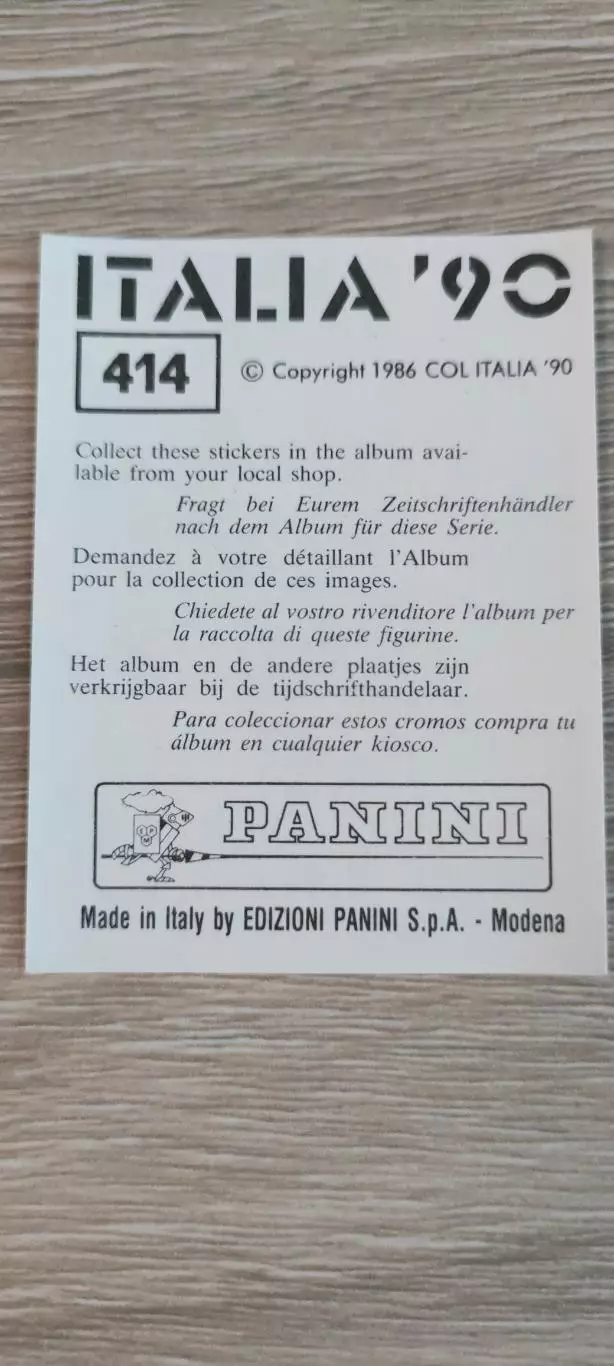 ITALIA '90
414
© Copyright 1986 COL ITALIA '90
Collect these stickers in the album avai-
lable from your local shop.
Fragt bei Eurem Zeitschriftenhändler
nach dem Album für diese Serie.
Demandez à votre détaillant l'Album
pour la collection de ces images.
Chiedete al vostro rivenditore l'album per
la raccolta di queste figurine.
Het album en de andere plaatjes zijn
verkrijgbaar bij de tijdschrifthandelaar.
Para coleccionar estos cromos compra tu
álbum en cualquier kiosco.
PANINI
Made in Italy by EDIZIONI PANINI S.p.A. - Modena